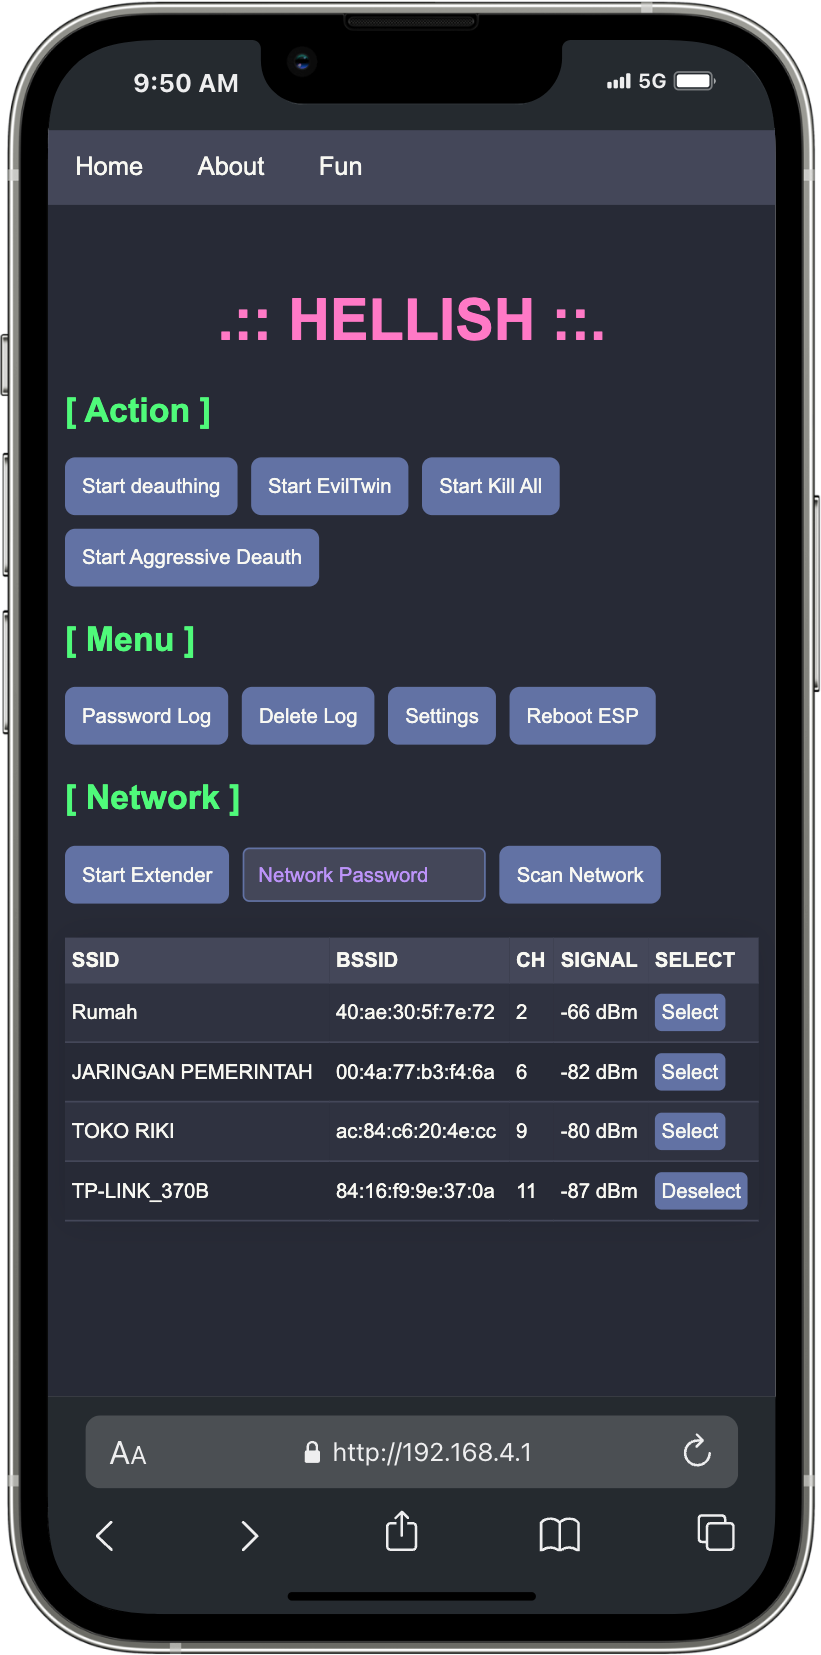 9:50 AM 5G
Home About Fun
.:: HELLISH ::.
[ Action ]
Start deauthing Start EvilTwin Start Kill All
Start Aggressive Deauth
[ Menu ]
Password Log Delete Log Settings Reboot ESP
[ Network ]
Start Extender Network Password Scan Network
SSID BSSID CH SIGNAL SELECT
Rumah 40:ae:30:5f:7e:72 2 -66 dBm Select
JARINGAN PEMERINTAH 00:4a:77:b3:f4:6a 6 -82 dBm Select
TOKO RIKI ac:84:c6:20:4e:cc 9 -80 dBm Select
TP-LINK_370B 84:16:f9:9e:37:0a 11 -87 dBm Deselect
AA http://192.168.4.1